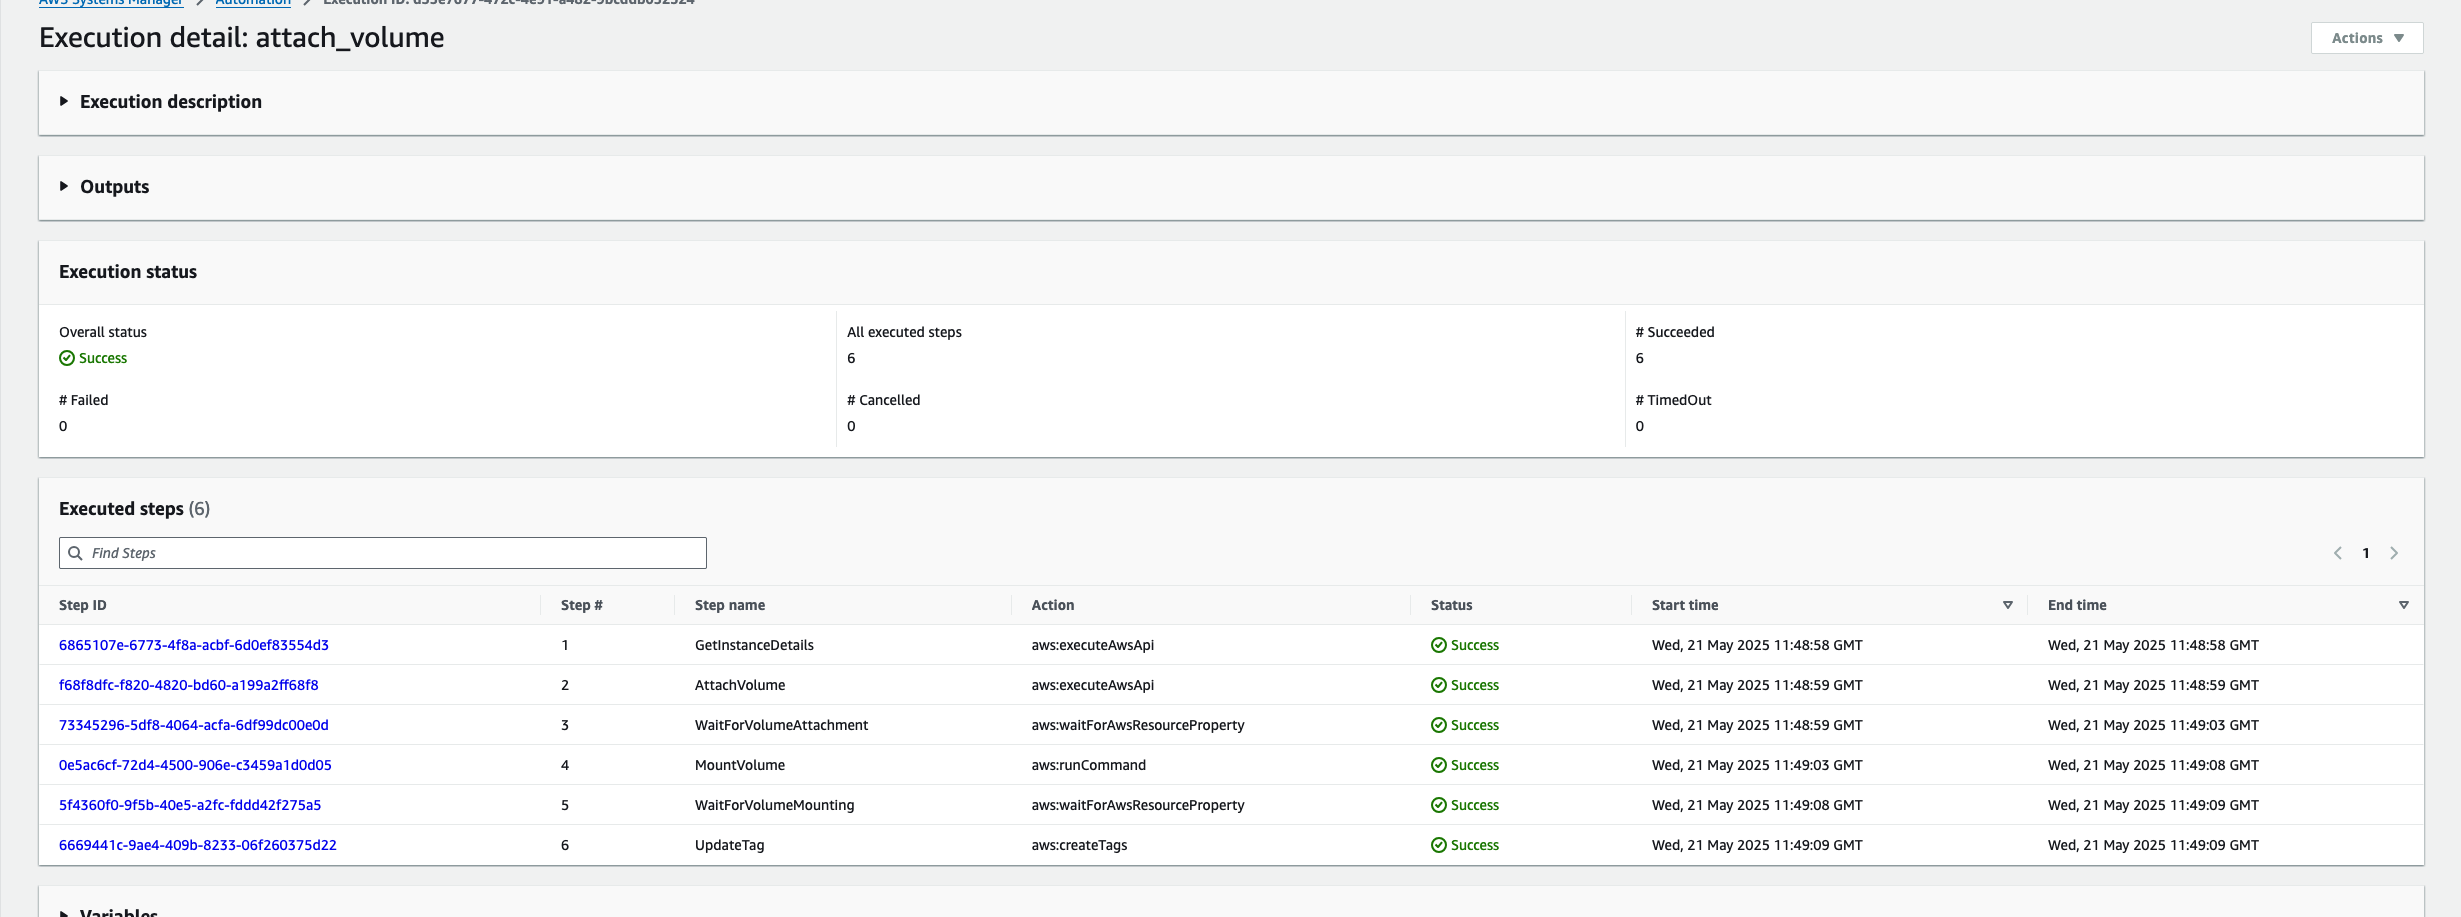 AWS Systems Manager > Automation > Execution ID:
Execution detail: attach_volume
Actions
Execution description
Outputs
Execution status
Overall status
Success
All executed steps
6
# Succeeded
6
# Failed
0
# Cancelled
0
# TimedOut
0
Executed steps (6)
Find Steps
1
Step ID Step # Step name Action Status Start time End time
6865107e-6773-4f8a-acbf-6d0ef83554d3 1 GetInstanceDetails aws:executeAwsApi Success Wed, 21 May 2025 11:48:58 GMT Wed, 21 May 2025 11:48:58 GMT
f68f8dfc-f820-4820-bd60-a199a2ff68f8 2 AttachVolume aws:executeAwsApi Success Wed, 21 May 2025 11:48:59 GMT Wed, 21 May 2025 11:48:59 GMT
73345296-5df8-4064-acfa-6df99dc00e0d 3 WaitForVolumeAttachment aws:waitForAwsResourceProperty Success Wed, 21 May 2025 11:48:59 GMT Wed, 21 May 2025 11:49:03 GMT
0e5ac6cf-72d4-4500-906e-c3459a1d0d05 4 MountVolume aws:runCommand Success Wed, 21 May 2025 11:49:03 GMT Wed, 21 May 2025 11:49:08 GMT
5f4360f0-9f5b-40e5-a2fc-fddd42f275a5 5 WaitForVolumeMounting aws:waitForAwsResourceProperty Success Wed, 21 May 2025 11:49:08 GMT Wed, 21 May 2025 11:49:09 GMT
6669441c-9ae4-409b-8233-06f260375d22 6 UpdateTag aws:createTags Success Wed, 21 May 2025 11:49:09 GMT Wed, 21 May 2025 11:49:09 GMT
Variables